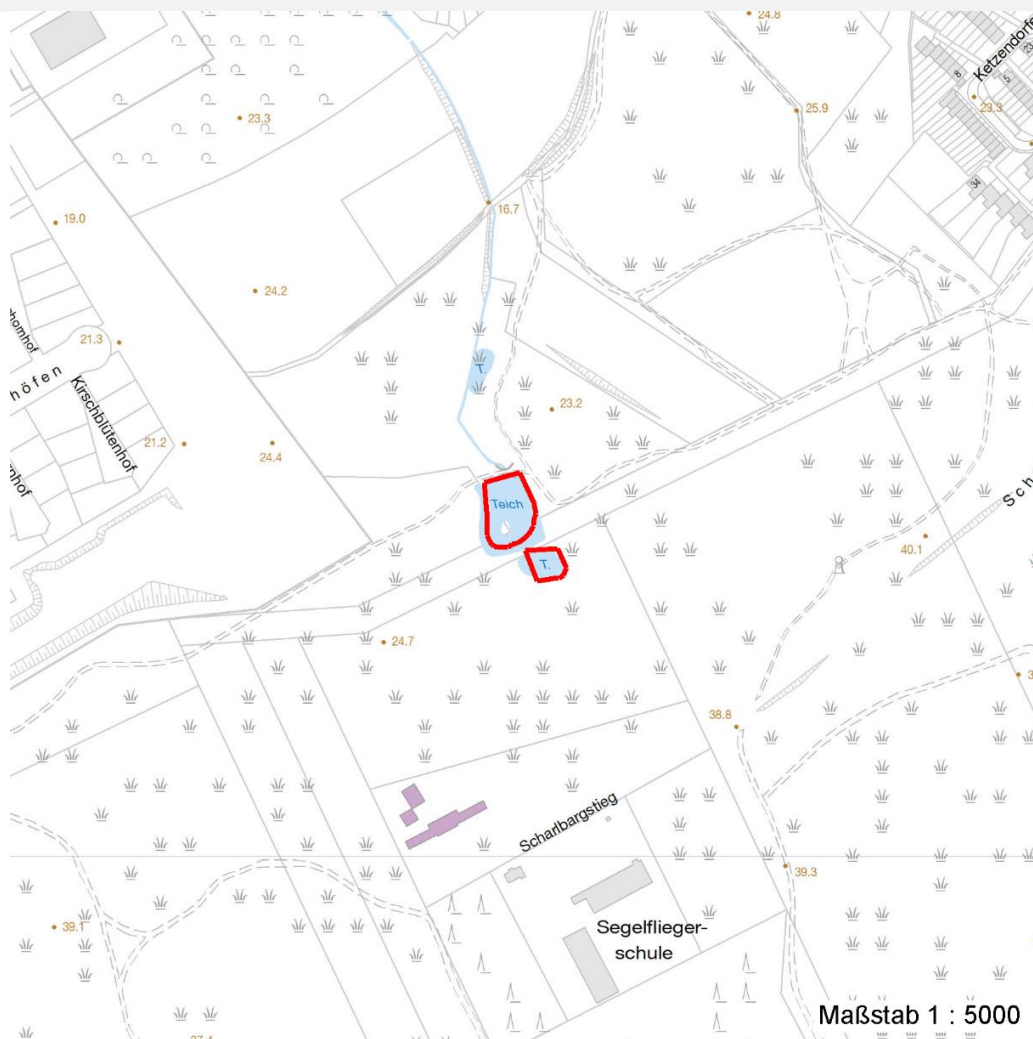 24.8
Ketzendorfe
23
8
5
23.3
25.9
23.3
34
19.0
16.7
24.2
21.3
höfen
Kirschblütenhof
T.
23.2
21.2
24.4
Teich
T.
Sch
40.1
24.7
38.8
3
Scharlbargstieg
39.3
39.1
Segelflieger-
schule
Maßstab 1 : 5000